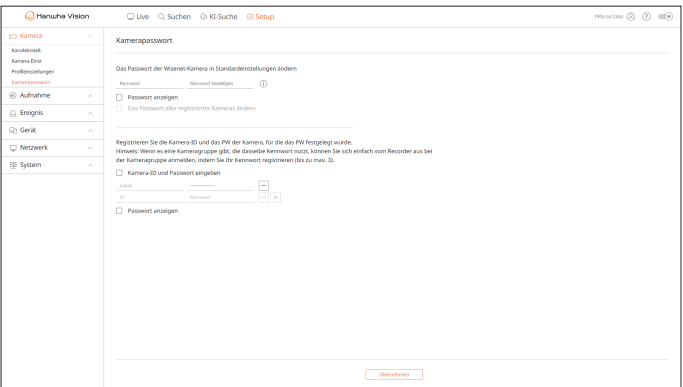 Hanwha Vision
Live Suchen KI-Suche Setup
PRN-6410B4
Kamera
Kanaleinstell.
Kamera-Einst
Profileinstellungen
Kamerapasswort
Aufnahme
Ereignis
Gerät
Netzwerk
System
Kamerapasswort
Das Passwort der Wisenet-Kamera in Standardeinstellungen ändern
Kennwort Kennwort bestätigen
Passwort anzeigen
Das Passwort aller registrierter Kameras ändern
Registrieren Sie die Kamera-ID und das PW der Kamera, für die das PW festgelegt wurde.
Hinweis: Wenn es eine Kameragruppe gibt, die dasselbe Kennwort nutzt, können Sie sich einfach vom Recorder aus bei
der Kameragruppe anmelden, indem Sie Ihr Kennwort registrieren (bis zu max. 3).
Kamera-ID und Passwort eingeben
admin
ID Kennwort
Passwort anzeigen
Übernehmen